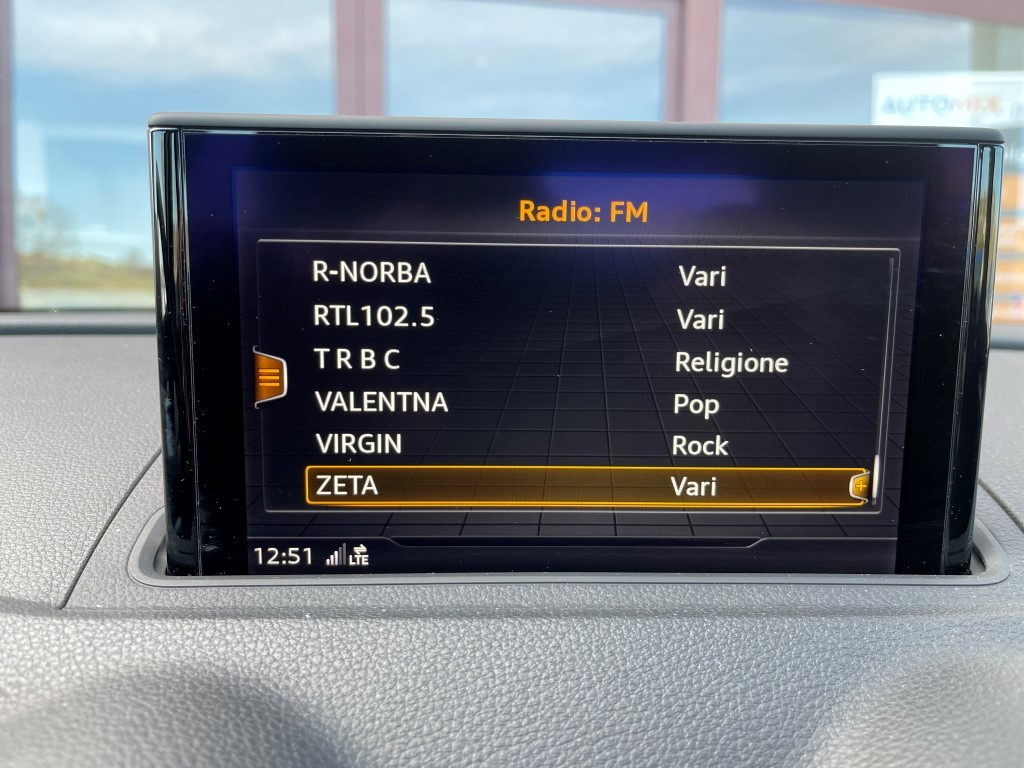 AUTOMIX
Radio: FM
R-NORBA Vari
RTL102.5 Vari
T R B C Religione
VALENTNA Pop
VIRGIN Rock
ZETA Vari
12:51 LTE